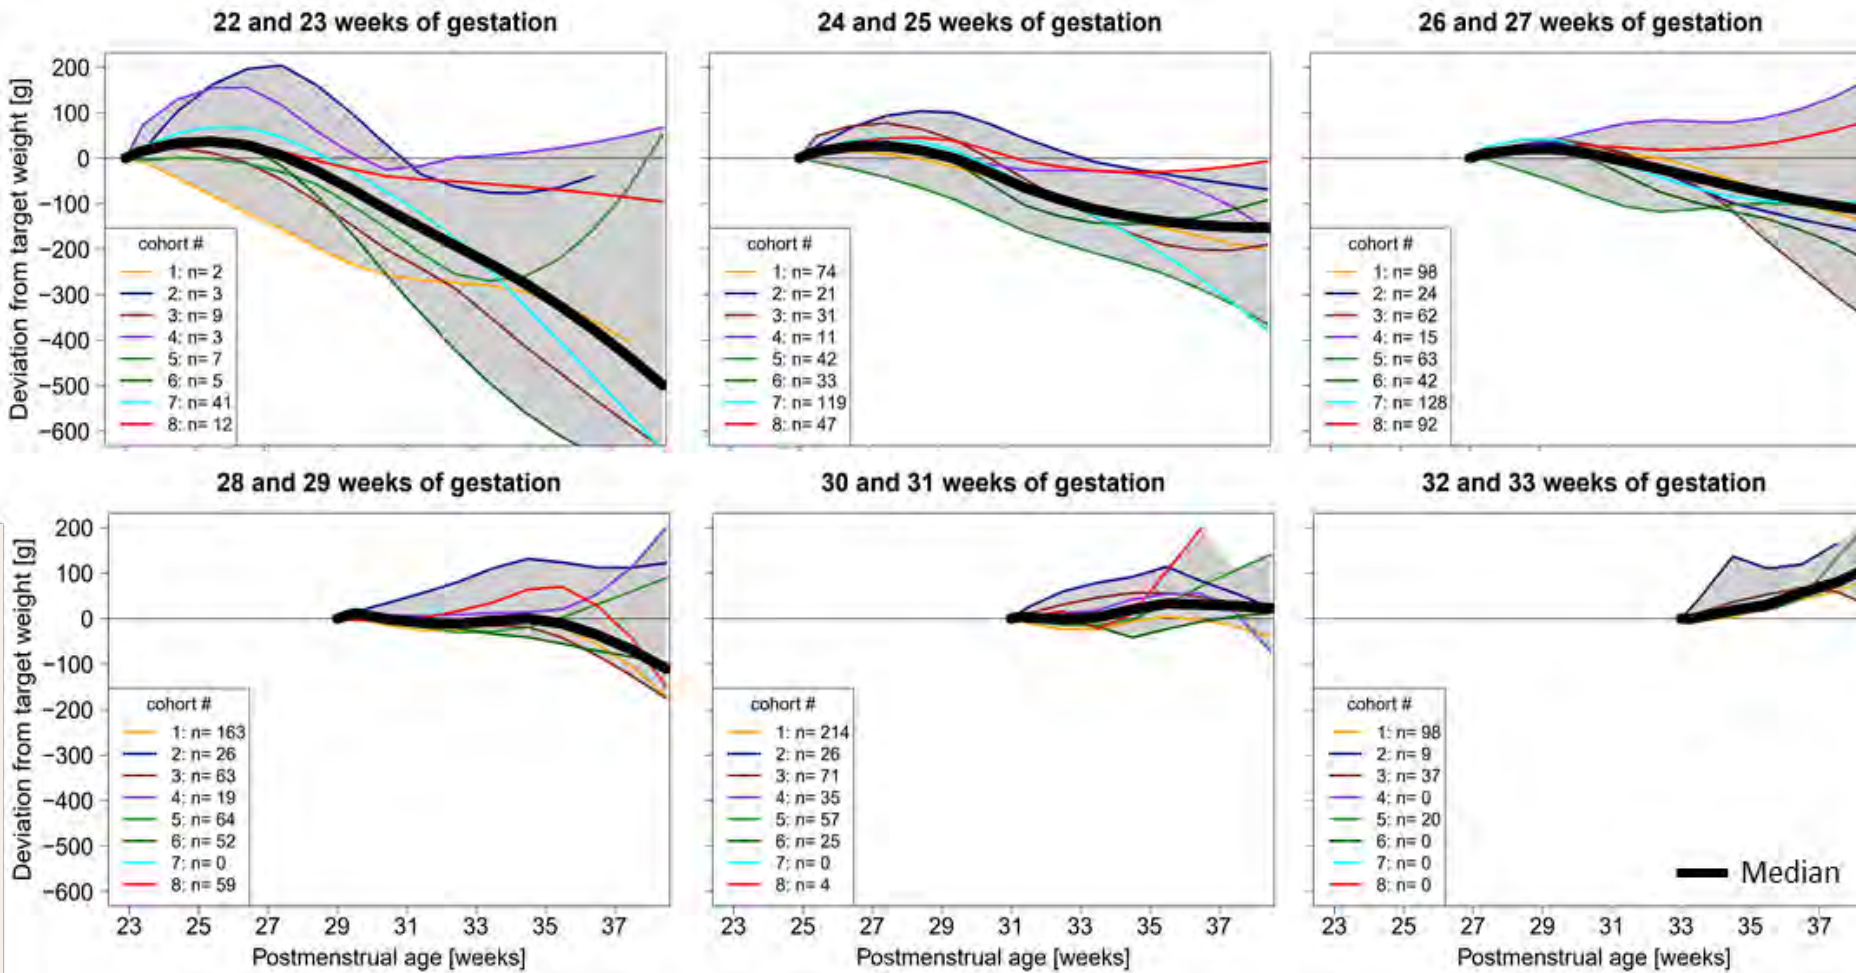 22 and 23 weeks of gestation
24 and 25 weeks of gestation
26 and 27 weeks of gestation
Deviation from target weight [g]
200
100
0
−100
−200
−300
−400
−500
−600
cohort #
1: n= 2
2: n= 3
3: n= 9
4: n= 3
5: n= 7
6: n= 5
7: n= 41
8: n= 12
cohort #
1: n= 74
2: n= 21
3: n= 31
4: n= 11
5: n= 42
6: n= 33
7: n= 119
8: n= 47
cohort #
1: n= 98
2: n= 24
3: n= 62
4: n= 15
5: n= 63
6: n= 42
7: n= 128
8: n= 92
28 and 29 weeks of gestation
30 and 31 weeks of gestation
32 and 33 weeks of gestation
Deviation from target weight [g]
200
100
0
−100
−200
−300
−400
−500
−600
cohort #
1: n= 163
2: n= 26
3: n= 63
4: n= 19
5: n= 64
6: n= 52
7: n= 0
8: n= 59
cohort #
1: n= 214
2: n= 26
3: n= 71
4: n= 35
5: n= 57
6: n= 25
7: n= 0
8: n= 4
cohort #
1: n= 98
2: n= 9
3: n= 37
4: n= 0
5: n= 20
6: n= 0
7: n= 0
8: n= 0
Median
23 25 27 29 31 33 35 37
23 25 27 29 31 33 35 37
23 25 27 29 31 33 35 37
Postmenstrual age [weeks]
Postmenstrual age [weeks]
Postmenstrual age [weeks]